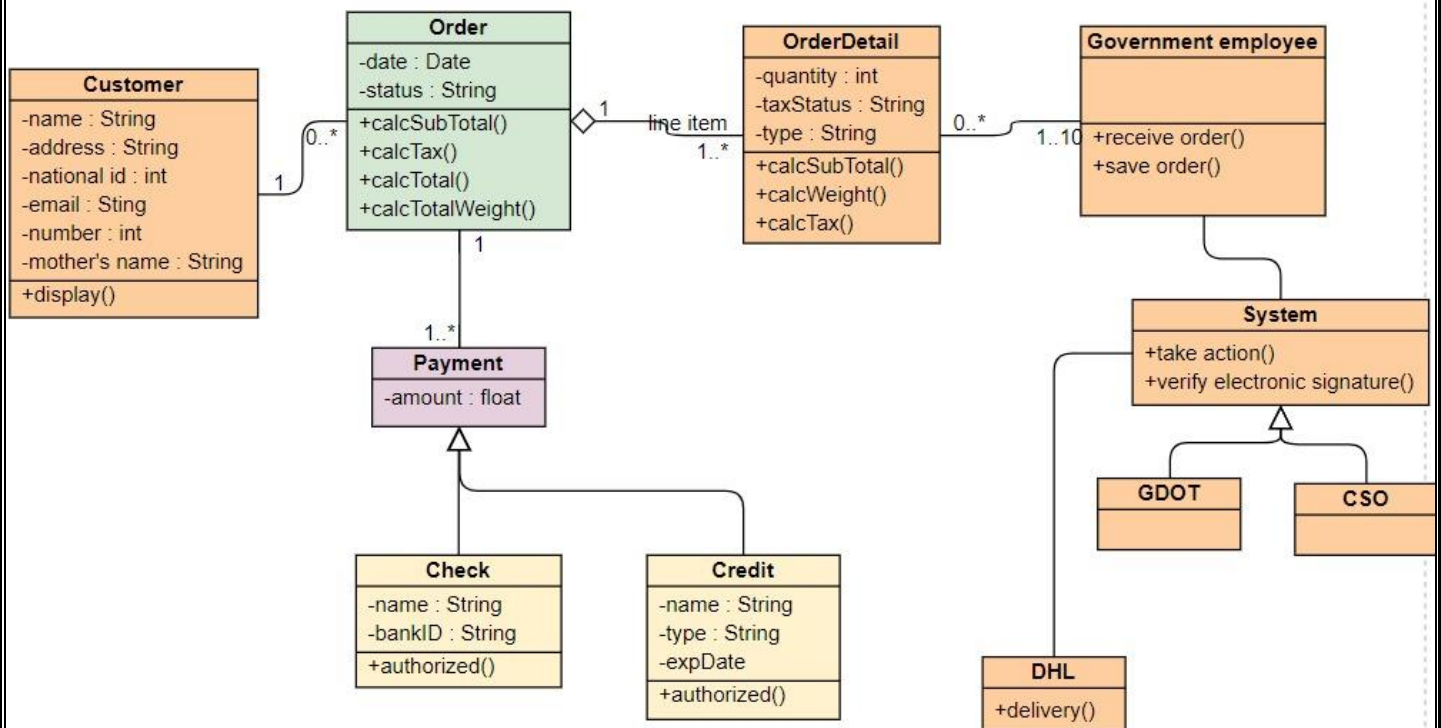 Customer
-name : String
-address : String
-national id : int
-email : Sting
-number : int
-mother's name : String
+display()
1
0..*
Order
-date : Date
-status : String
+calcSubTotal()
+calcTax()
+calcTotal()
+calcTotalWeight()
1
line item
1..*
OrderDetail
-quantity : int
-taxStatus : String
-type : String
+calcSubTotal()
+calcWeight()
+calcTax()
0..*
1..10
Government employee
+receive order()
+save order()
1
1..*
Payment
-amount : float
Check
-name : String
-bankID : String
+authorized()
Credit
-name : String
-type : String
-expDate
+authorized()
System
+take action()
+verify electronic signature()
GDOT
CSO
DHL
+delivery()